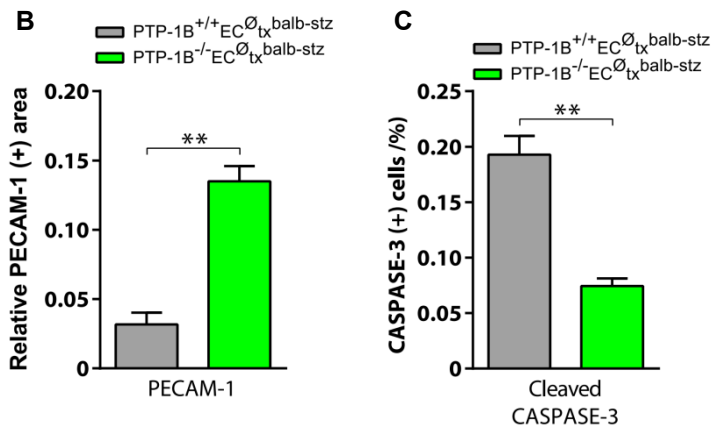 B
PTP-1B+/+ECØtxbalb-stz
PTP-1B-/-ECØtxbalb-stz
Relative PECAM-1 (+) area
0.20
0.15
0.10
0.05
0
**
PECAM-1
C
PTP-1B+/+ECØtxbalb-stz
PTP-1B-/-ECØtxbalb-stz
CASPASE-3 (+) cells /%)
0.25
0.20
0.15
0.10
0.05
0
**
Cleaved
CASPASE-3